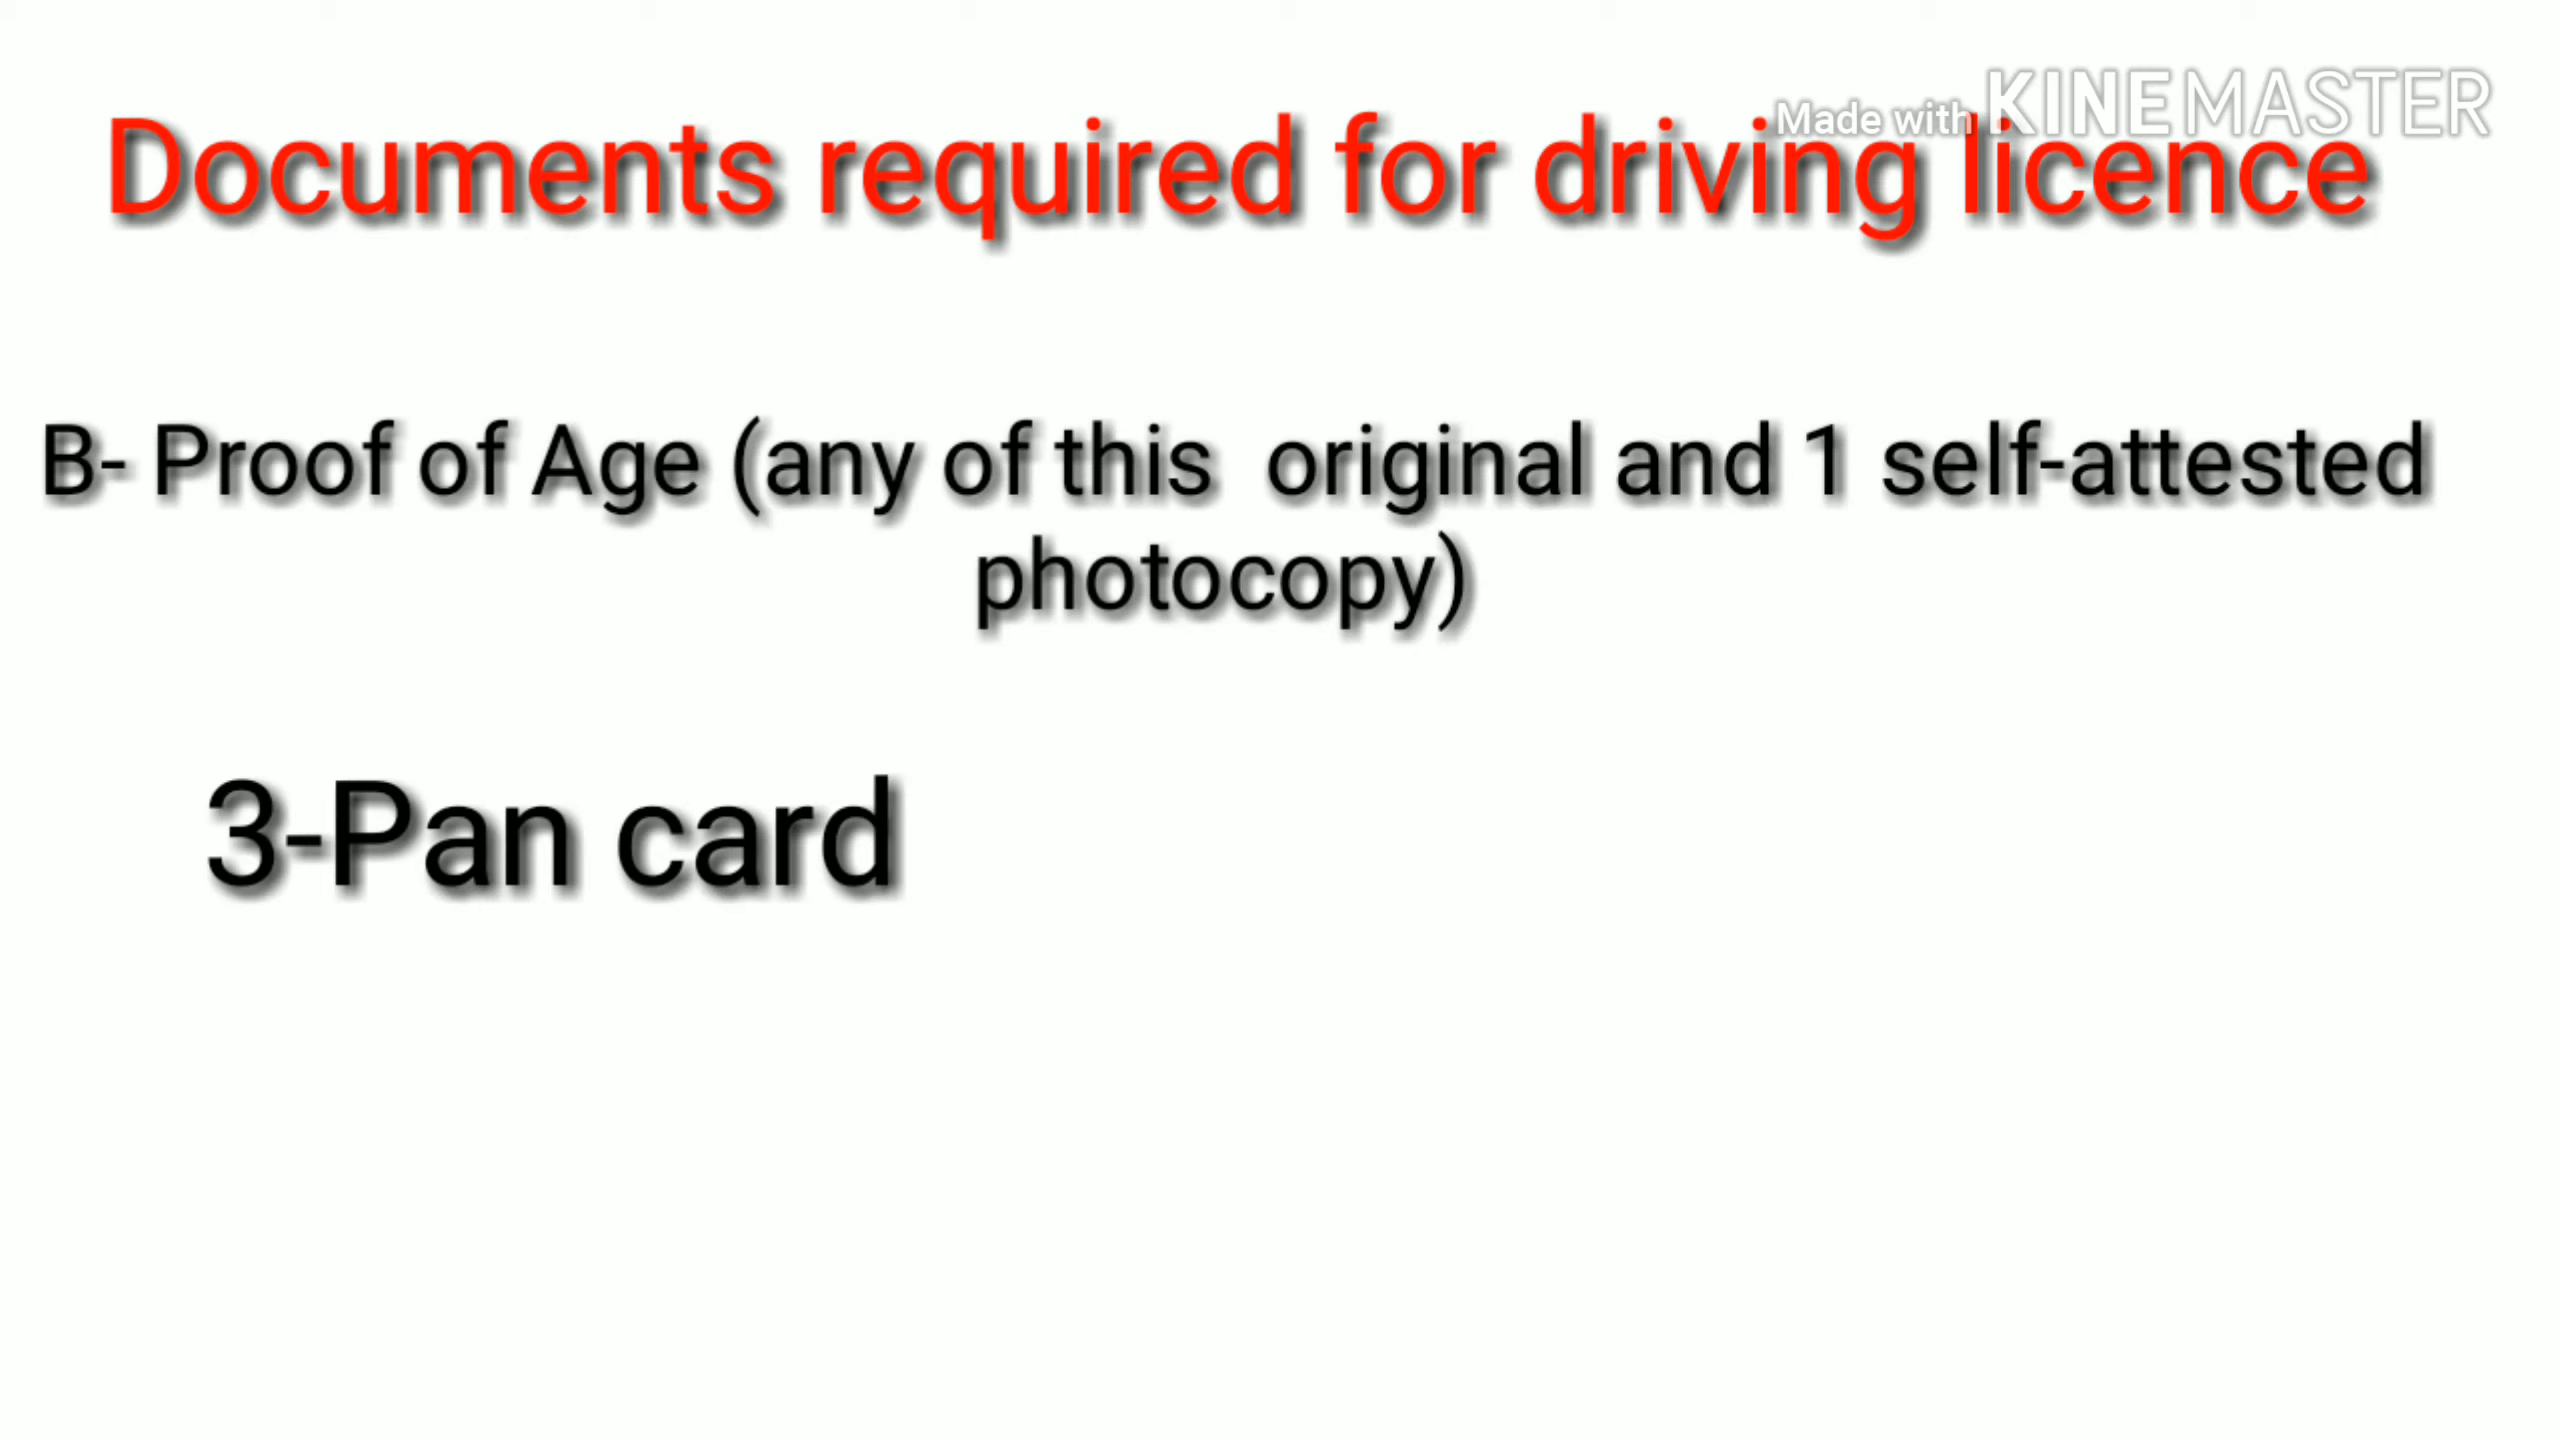 Made with KINEMASTER
Documents required for driving licence
B- Proof of Age (any of this  original and 1 self-attested
photocopy)
3-Pan card